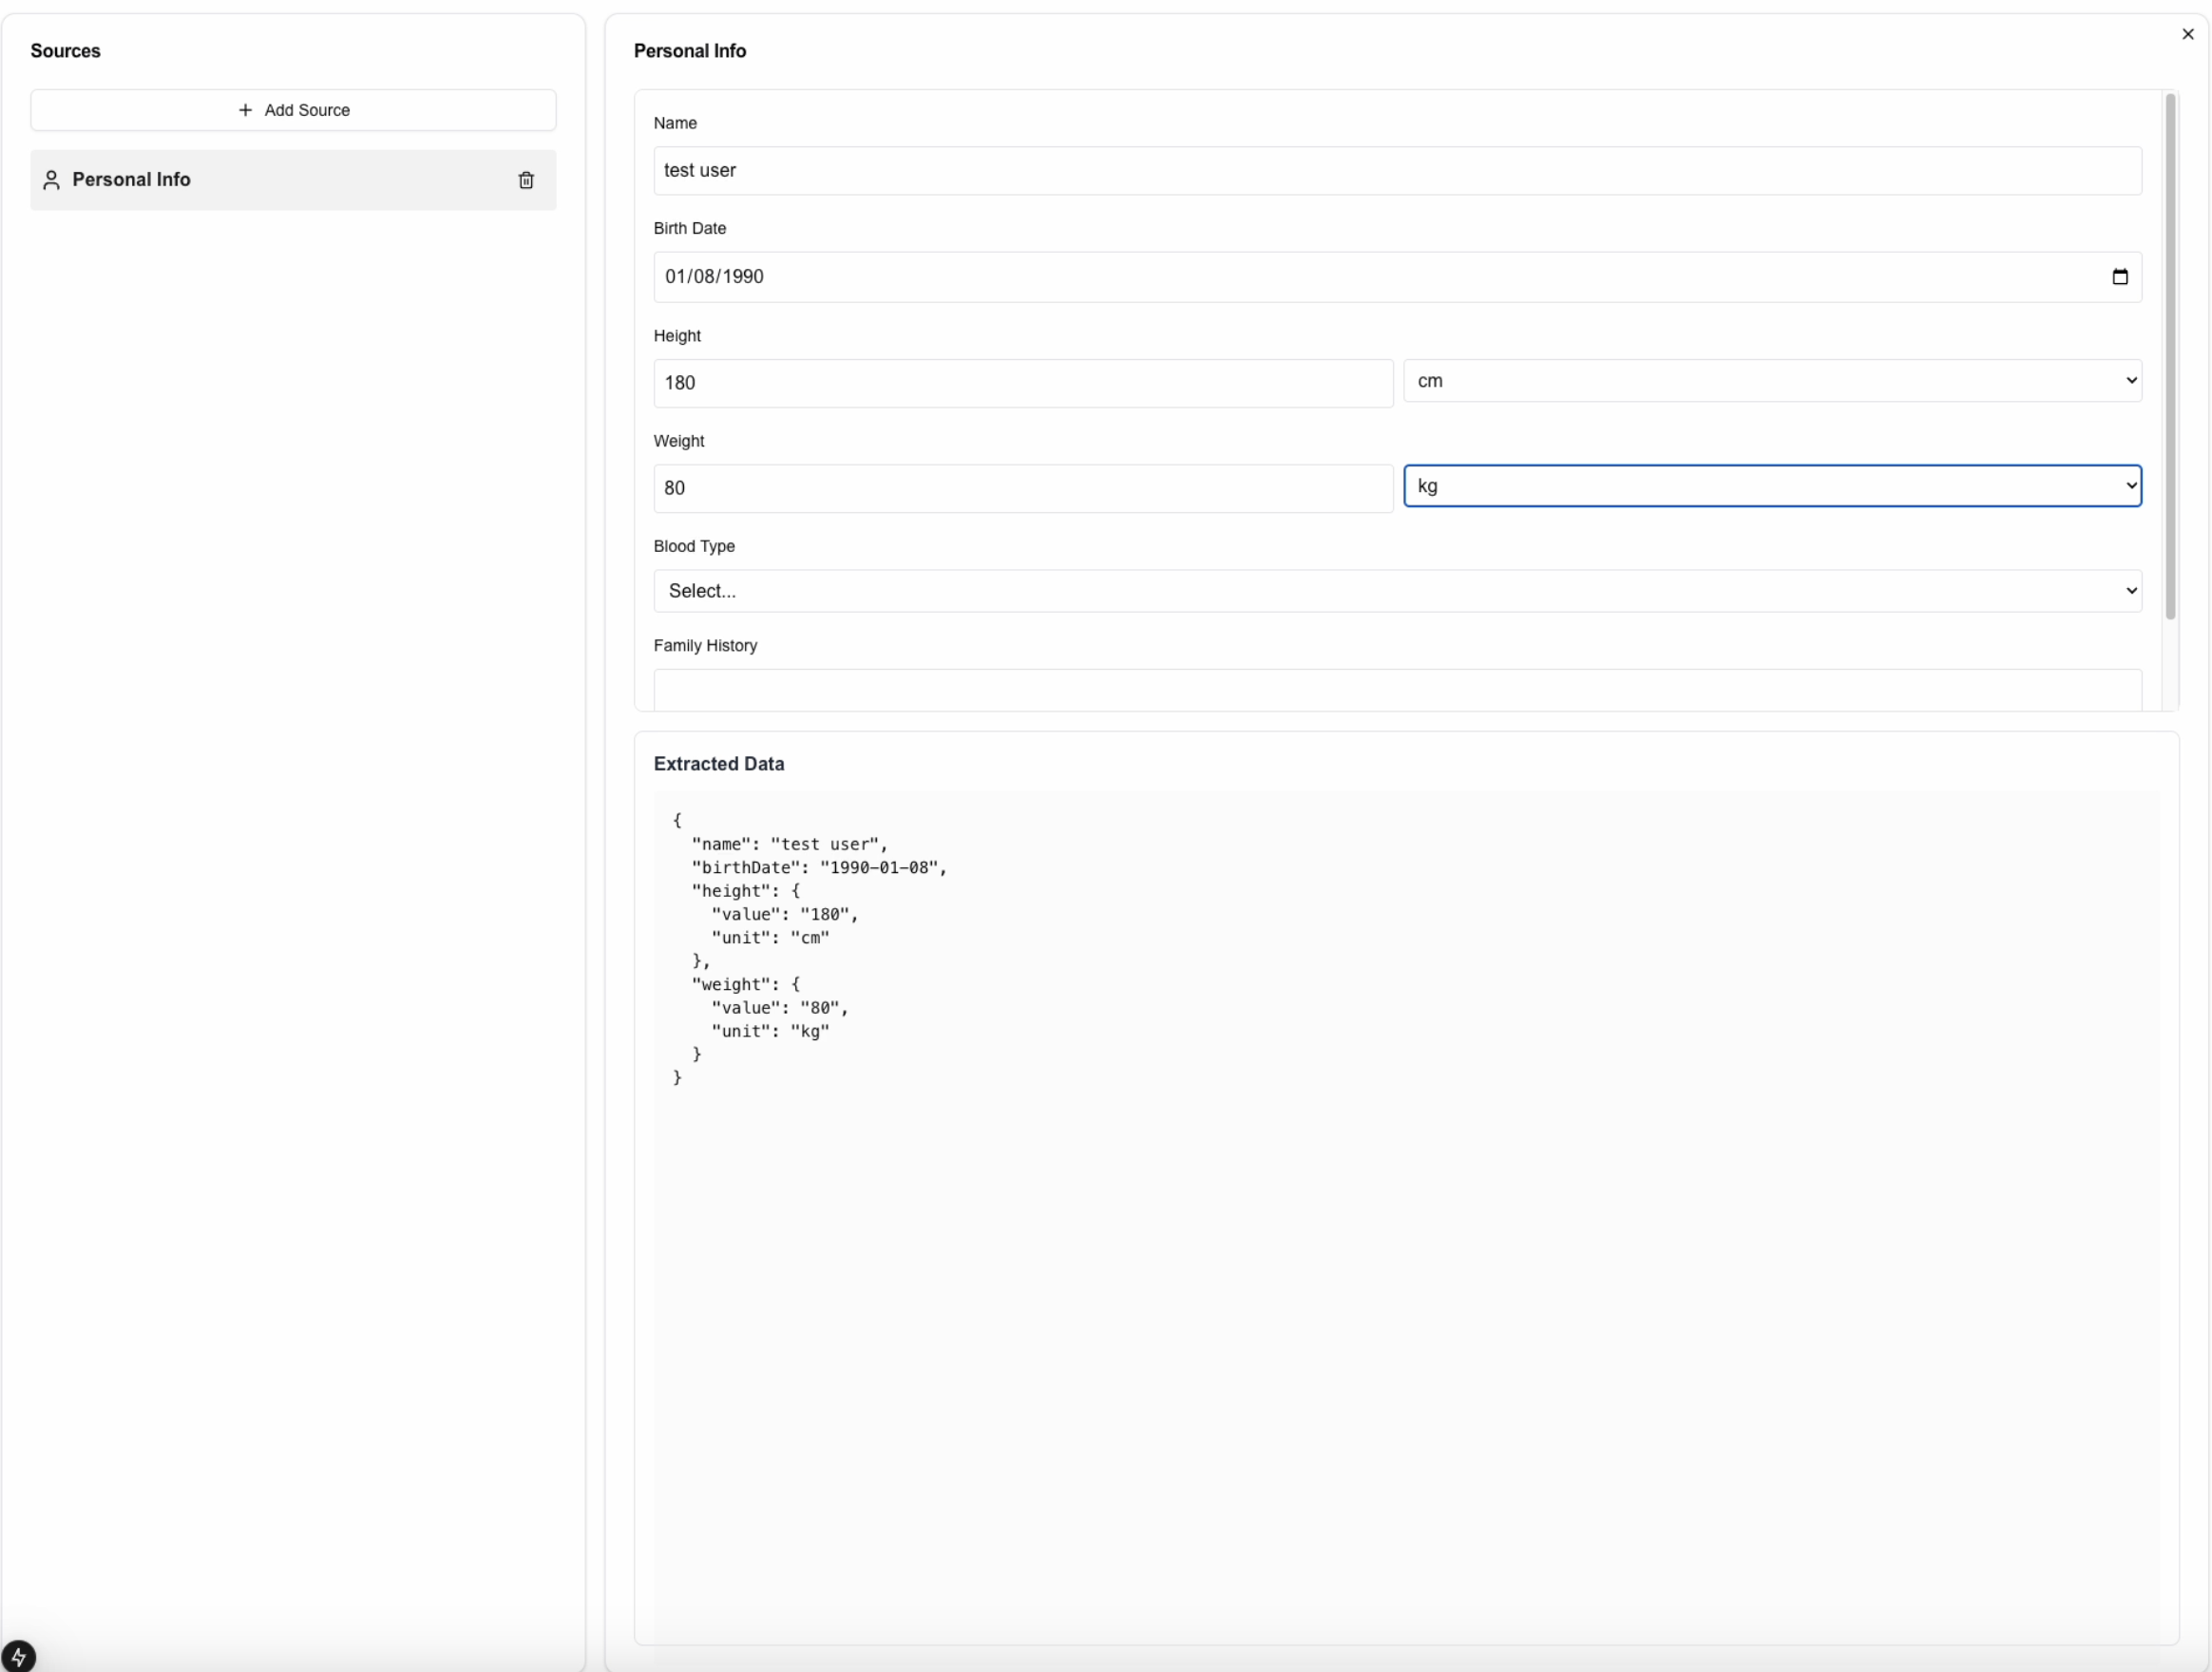 Sources
Add Source
Personal Info
Personal Info
Name
test user
Birth Date
01/08/1990
Height
180
cm
Weight
80
kg
Blood Type
Select...
Family History
Extracted Data
{
  "name": "test user",
  "birthDate": "1990-01-08",
  "height": {
    "value": "180",
    "unit": "cm"
  },
  "weight": {
    "value": "80",
    "unit": "kg"
  }
}